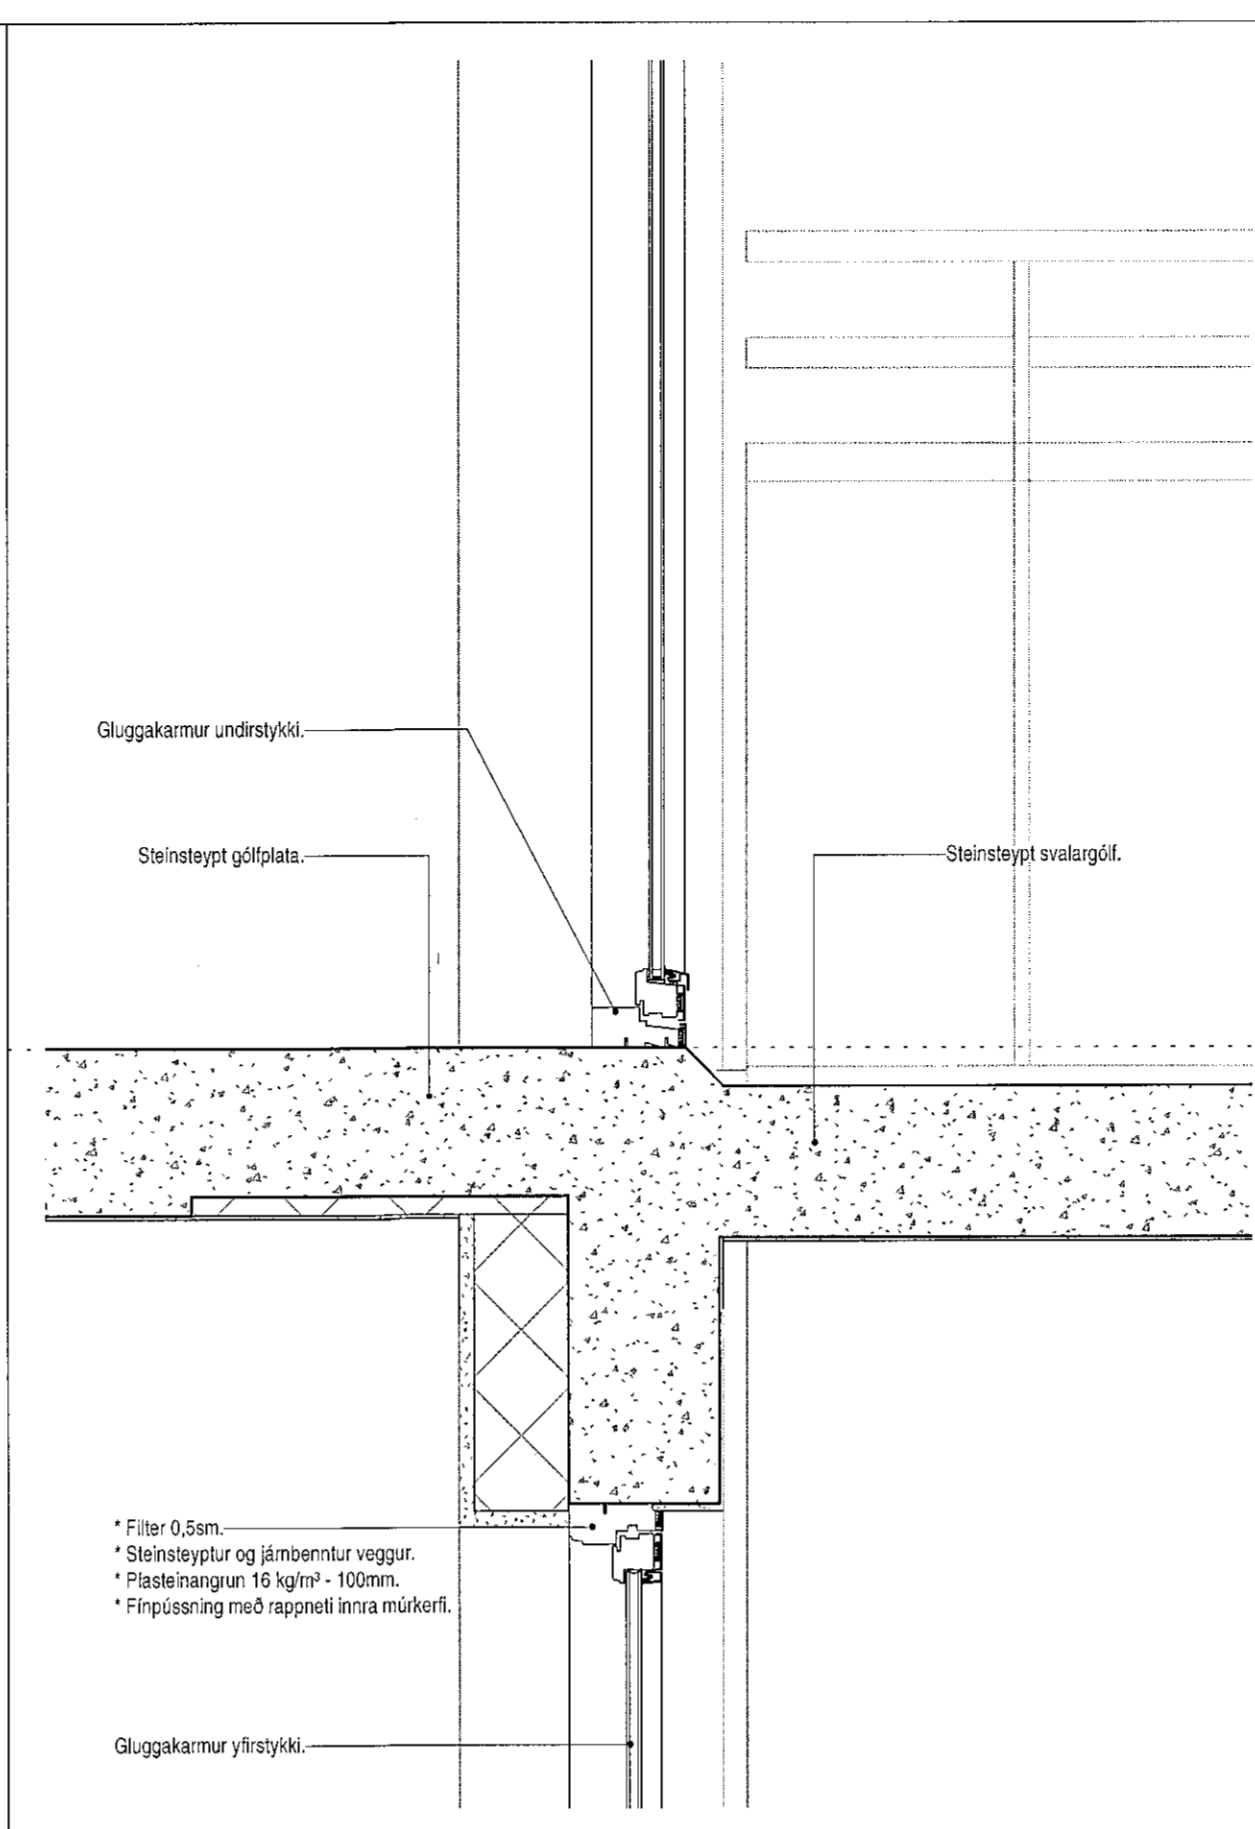 Gluggakarmur undirstykki.
Steinsteypt gólfplata.
Steinsteypt svalargólf.
* Filter 0,5sm.
* Steinsteyptur og járnbenntur veggur.
* Plasteinangrun 16 kg/m³ - 100mm.
* Fínpússning með rappneti innra múrkerfi.
Gluggakarmur yfirstykki.